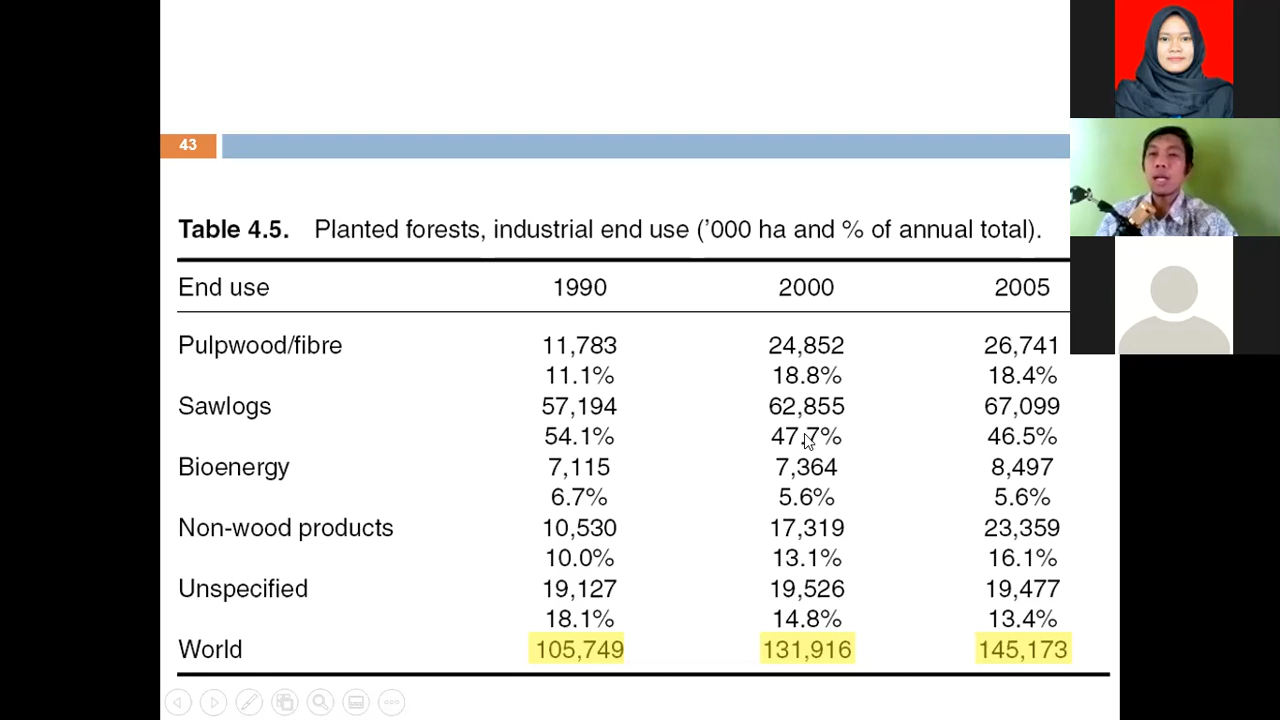 43
Table 4.5. Planted forests, industrial end use ('000 ha and % of annual total).
End use 1990 2000 2005
Pulpwood/fibre 11,783 24,852 26,741
11.1% 18.8% 18.4%
Sawlogs 57,194 62,855 67,099
54.1% 47.7% 46.5%
Bioenergy 7,115 7,364 8,497
6.7% 5.6% 5.6%
Non-wood products 10,530 17,319 23,359
10.0% 13.1% 16.1%
Unspecified 19,127 19,526 19,477
18.1% 14.8% 13.4%
World 105,749 131,916 145,173